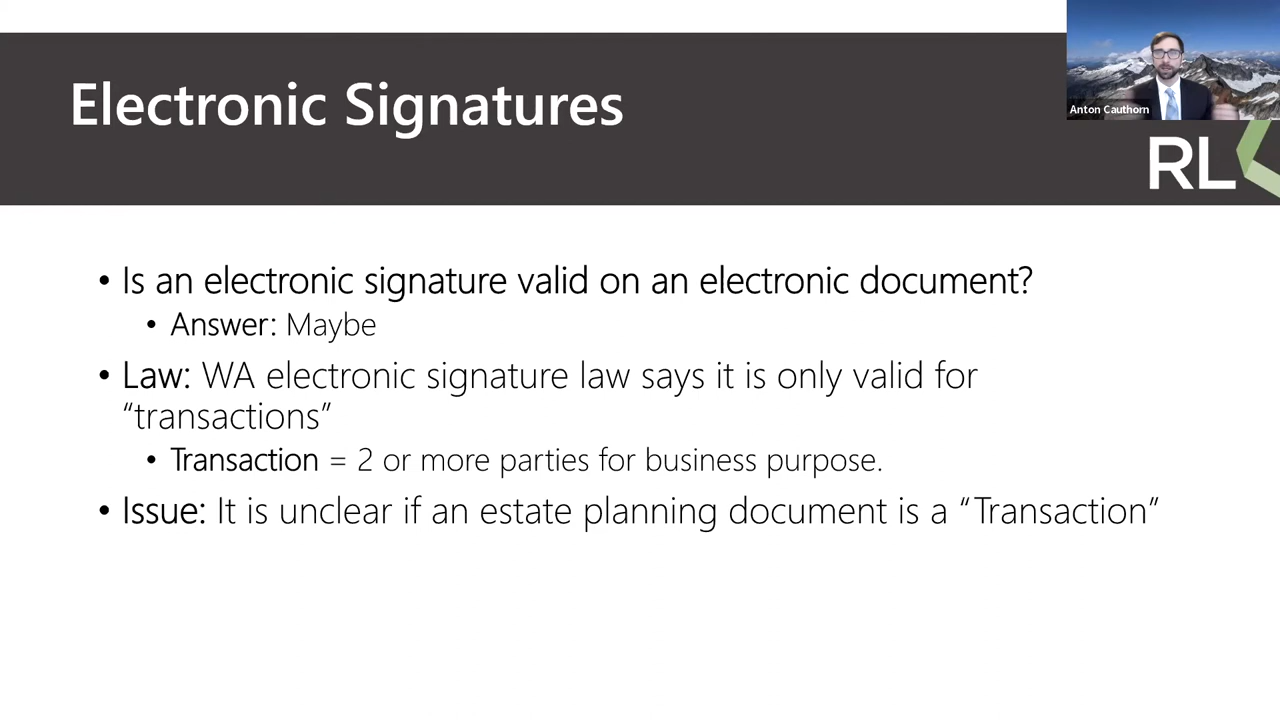 Electronic Signatures
Anton Cauthorn
RL
• Is an electronic signature valid on an electronic document?
• Answer: Maybe
• Law: WA electronic signature law says it is only valid for
“transactions”
• Transaction = 2 or more parties for business purpose.
• Issue: It is unclear if an estate planning document is a “Transaction”